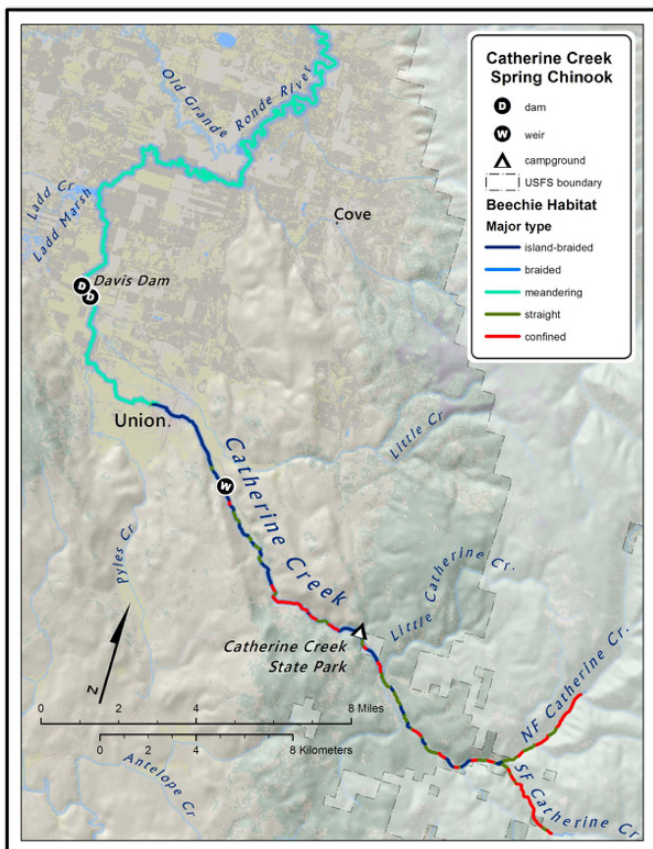 Catherine Creek
Spring Chinook
D dam
W weir
campground
USFS boundary
Beechie Habitat
Major type
island-braided
braided
meandering
straight
confined
Old Grande
Ronde River
Ladd Cr
Ladd Marsh
Cove
D
D
Davis Dam
Union
Little Cr
W
Catherine Creek
Pyles Cr
Little Catherine Cr.
Catherine Creek
State Park
N
0 2 4 8 Miles
0 2 4 8 Kilometers
NF Catherine Cr.
SF Catherine Cr
Antelope Cr